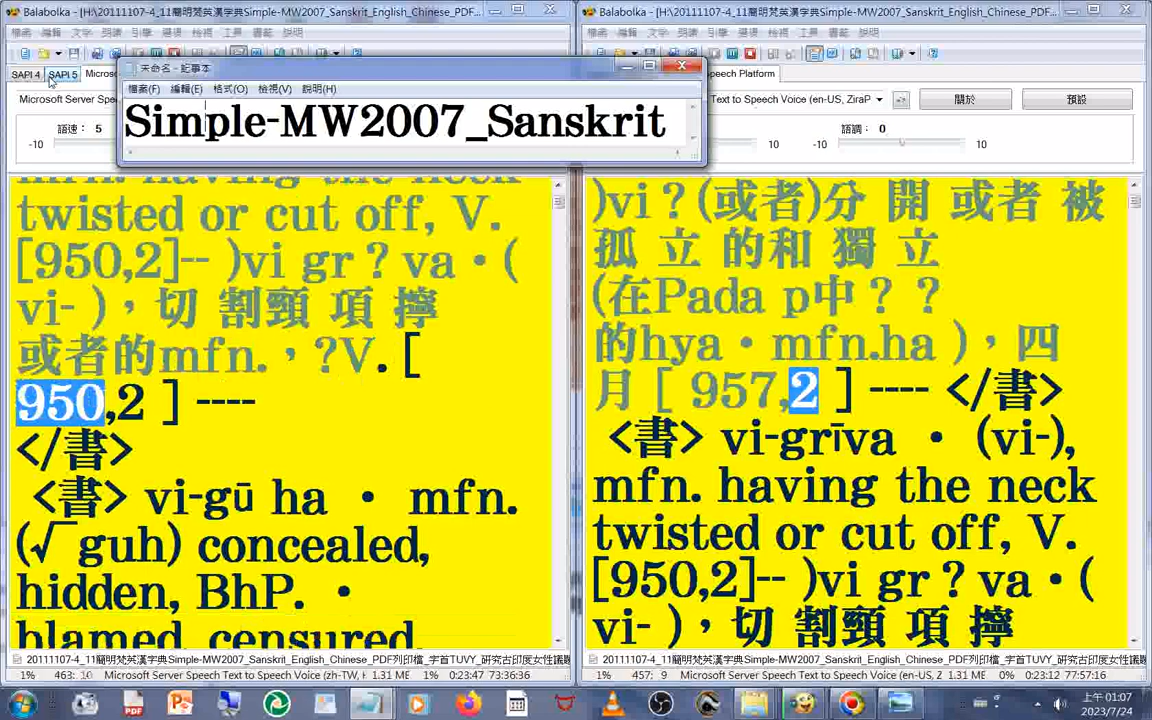 Balabolka - [H:\20111107-4_11簡明梵英漢字典Simple-MW2007_Sanskrit_English_Chinese_PDF...
SAPI 4 SAPI 5 Micros
Microsoft Server Spe
語速： 5
-10
未命名 - 記事本
檔案(F) 編輯(E) 格式(O) 檢視(V) 說明(H)
Simple-MW2007_Sanskrit
twisted or cut off, V.
[950,2]-- )vi gr ? va・(
vi- )，切 割頸 項 擰
或者的mfn.，?V. [
950,2 ] ----
</書>
<書> vi-gū ha ・ mfn.
(√ guh) concealed,
hidden, BhP. ・
blamed, censured
20111107-4_11簡明梵英漢字典Simple-MW2007_Sanskrit_English_Chinese_PDF列印檔_字首TUVY_研究古印度女性議題
1% 463: 10 Microsoft Server Speech Text to Speech Voice (zh-TW, H 1.31 ME 1% 0:23:47 73:36:36
Balabolka - [H:\20111107-4_11簡明梵英漢字典Simple-MW2007_Sanskrit_English_Chinese_PDF...
Speech Platform
Text to Speech Voice (en-US, ZiraP 關於 預設
語調： 0
10 -10 10
)vi ? (或者)分 開 或者 被
孤 立 的和 獨 立
(在Pada p中 ? ?
的hya・mfn.ha )，四
月 [ 957,2 ] ---- </書>
<書> vi-grīva ・ (vi-),
mfn. having the neck
twisted or cut off, V.
[950,2]-- )vi gr ? va・(
vi- )，切 割頸 項 擰
20111107-4_11簡明梵英漢字典Simple-MW2007_Sanskrit_English_Chinese_PDF列印檔_字首TUVY_研究古印度女性議題
1% 457: 9 Microsoft Server Speech Text to Speech Voice (en-US, Z 1.31 ME 0% 0:23:12 77:57:16
上午 01:07
2023/7/24